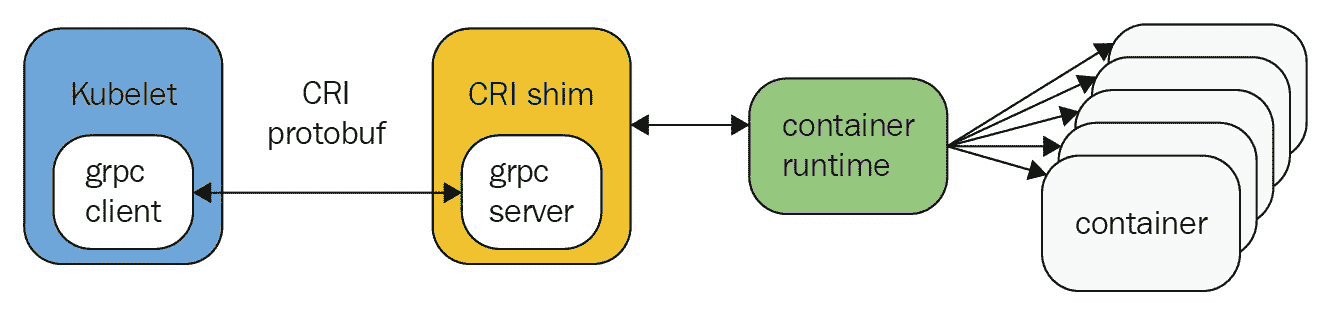 Kubelet
grpc
client
CRI
protobuf
CRI shim
grpc
server
container
runtime
container